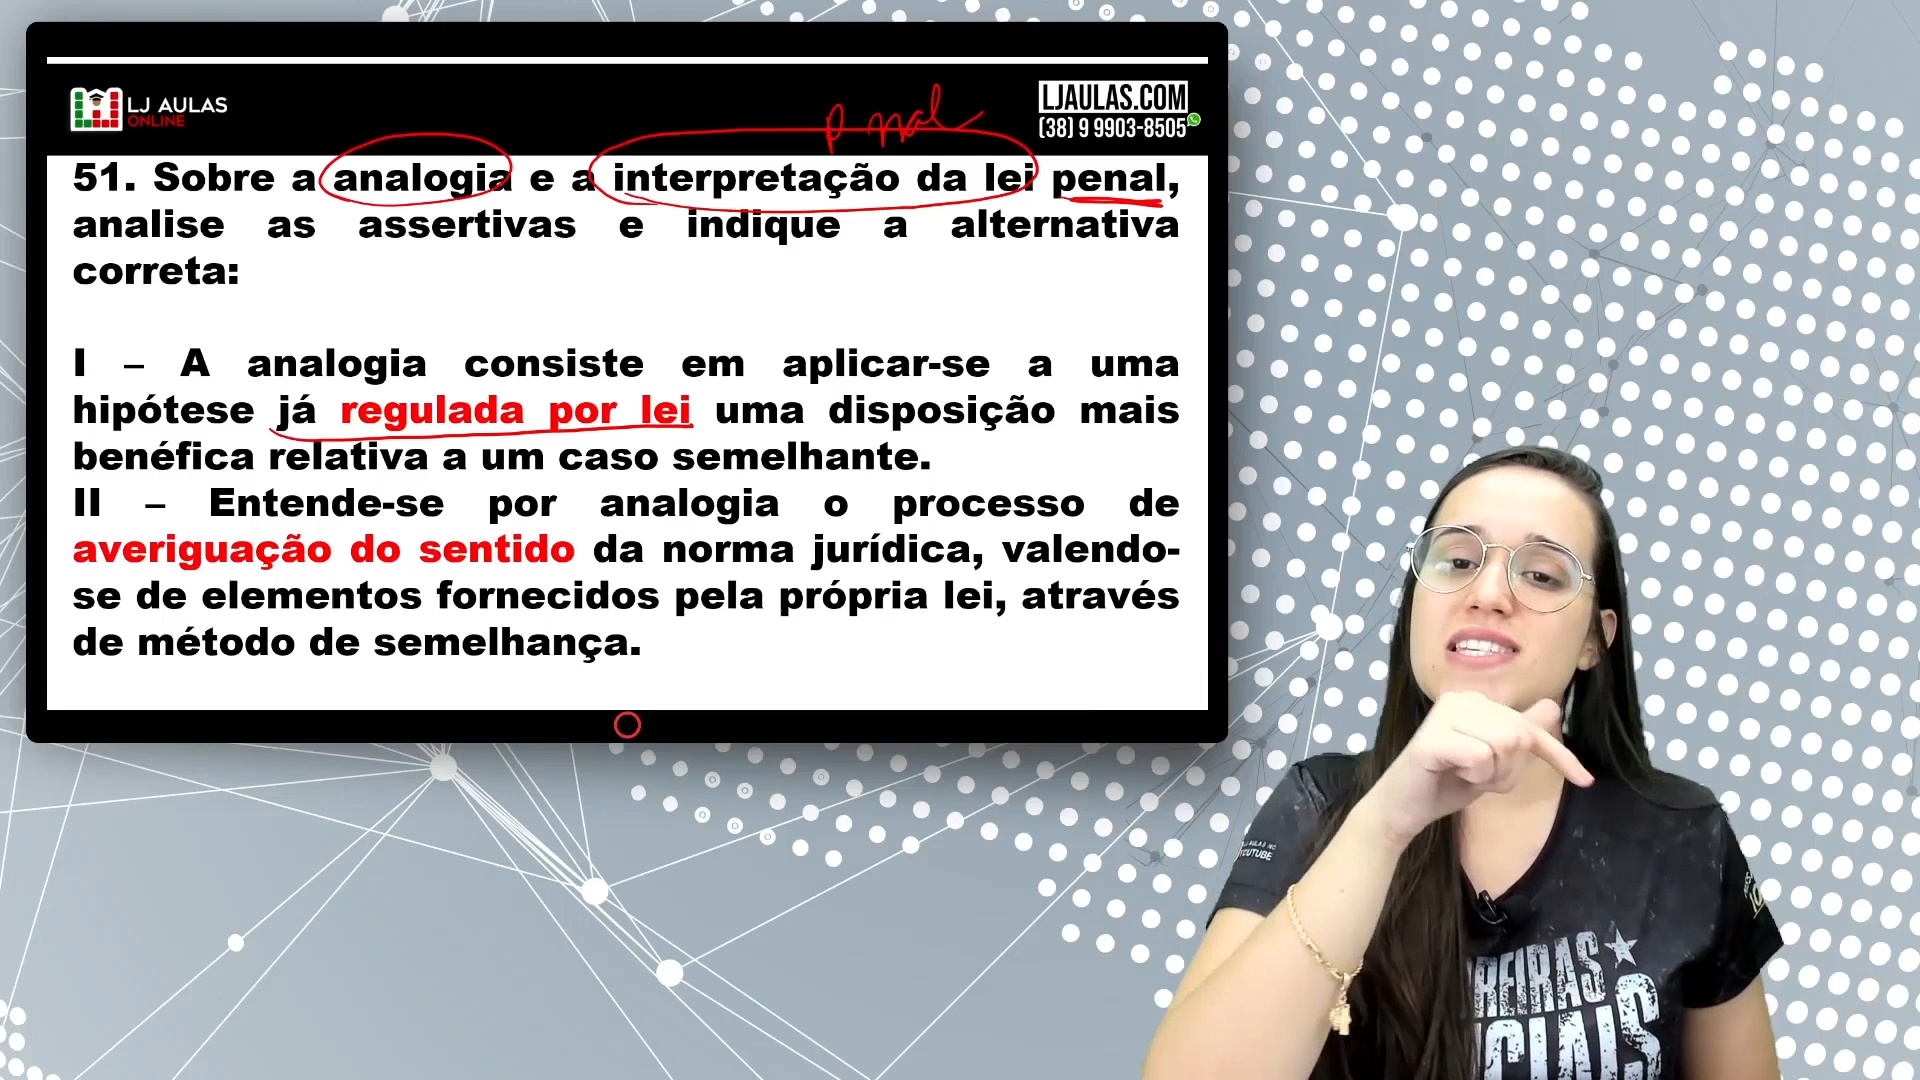 LJ AULAS
ONLINE
LJAULAS.COM
(38) 9 9903-8505
51. Sobre a analogia e a interpretação da lei penal,
analise as assertivas e indique a alternativa
correta:
I – A analogia consiste em aplicar-se a uma
hipótese já regulada por lei uma disposição mais
benéfica relativa a um caso semelhante.
II – Entende-se por analogia o processo de
averiguação do sentido da norma jurídica, valendo-
se de elementos fornecidos pela própria lei, através
de método de semelhança.
YOUTUBE